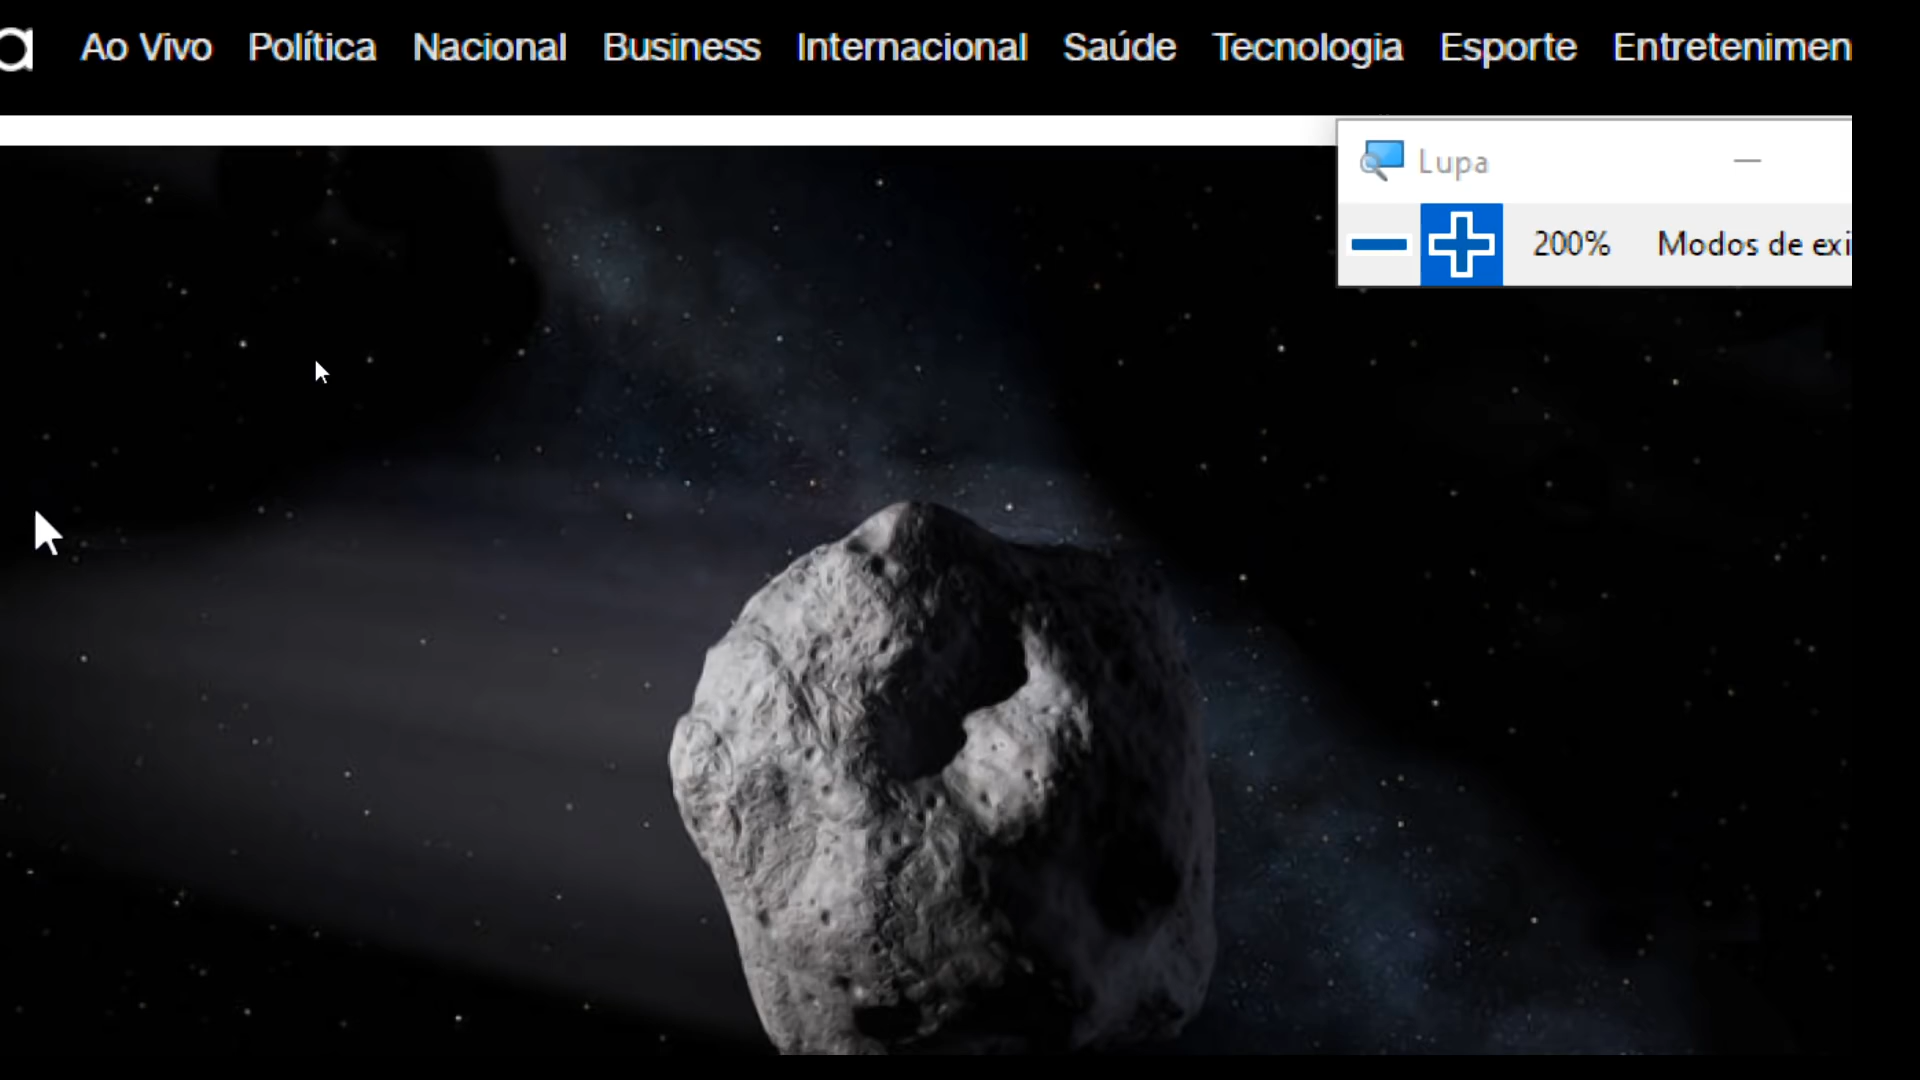 a Ao Vivo Política Nacional Business Internacional Saúde Tecnologia Esporte Entretenimen
Lupa
200% Modos de exi